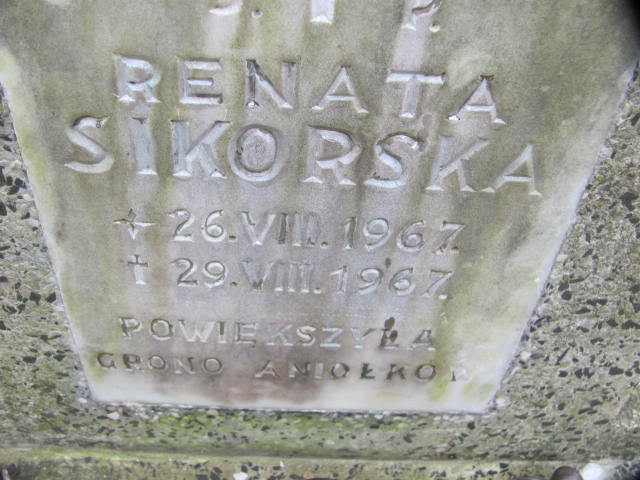 Ś. P.
RENATA
SIKORSKA
26.VIII.1967
† 29.VIII.1967
POWIĘKSZYŁA
GRONO ANIOŁKÓW